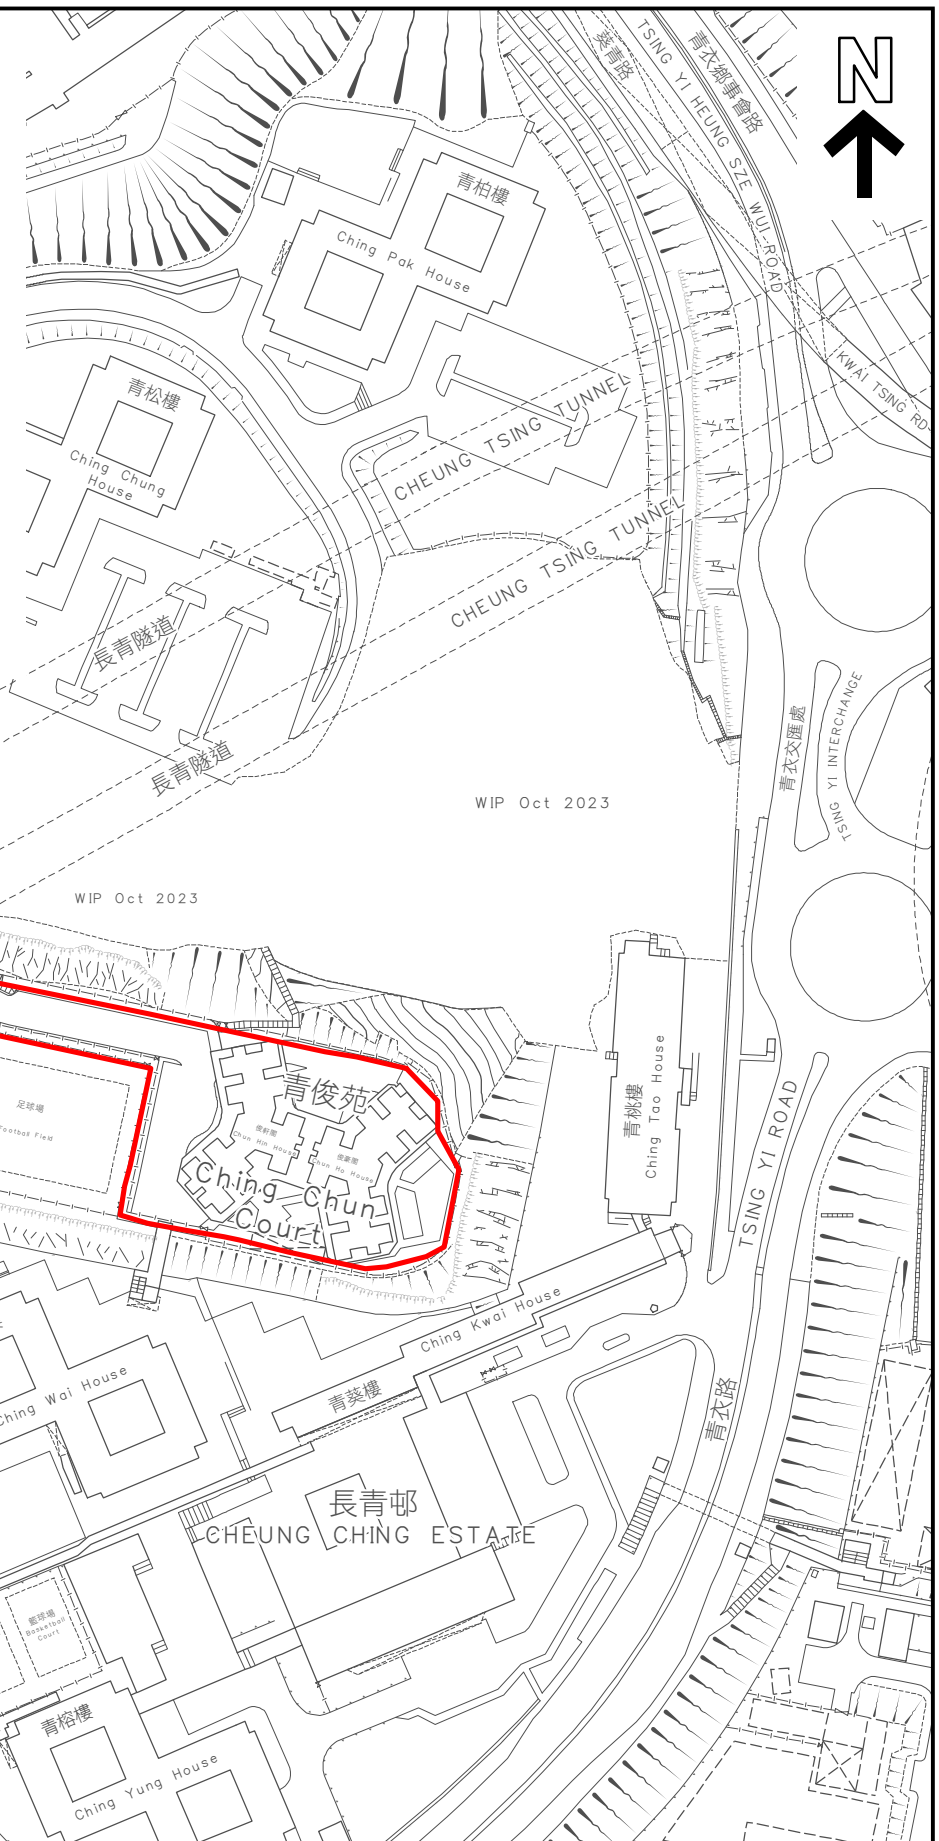 N
葵青路
TSING YI HEUNG SZE WUI ROAD
青衣鄉事會路
青柏樓
Ching Pak House
KWAI TSING RD
青松樓
Ching Chung
House
CHEUNG TSING TUNNEL
CHEUNG TSING TUNNEL
長青隧道
長青隧道
青衣交匯處
TSING YI INTERCHANGE
WIP Oct 2023
WIP Oct 2023
足球場
Football Field
青俊苑
俊軒閣
Chun Hin House
俊豪閣
Chun Ho House
Ching Chun
Court
青桃樓
Ching Tao House
TSING YI ROAD
Ching Kwai House
青葵樓
Ching Wai House
青衣路
長青邨
CHEUNG CHING ESTATE
籃球場
Basketball
Court
青榕樓
Ching Yung House